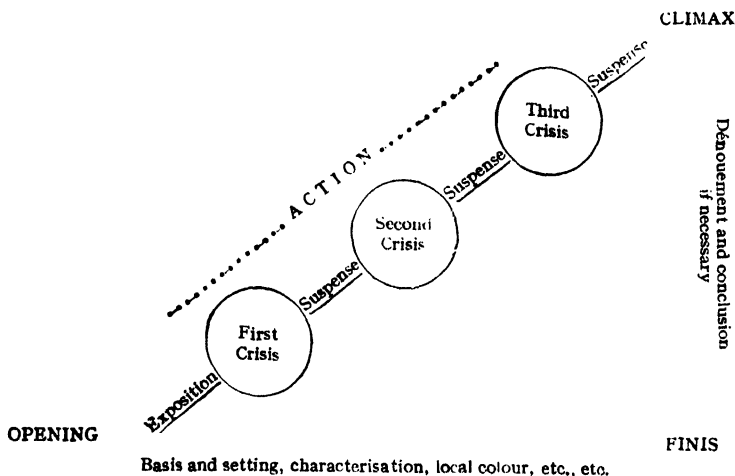 CLIMAX
Suspense
Third
Crisis
Dénouement and conclusion
if necessary
ACTION
Suspense
Second
Crisis
Suspense
First
Crisis
Exposition
OPENING
FINIS
Basis and setting, characterisation, local colour, etc., etc.